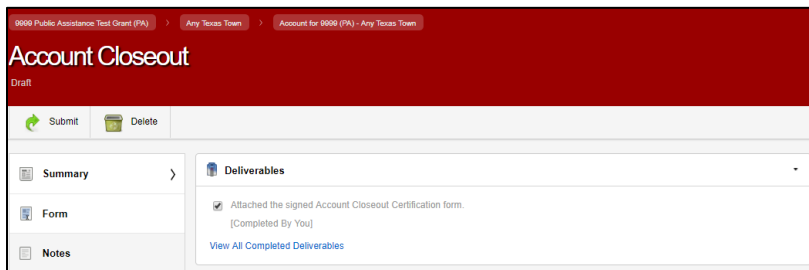 9999 Public Assistance Test Grant (PA) > Any Texas Town > Account for 9999 (PA) - Any Texas Town
Account Closeout
Draft
Submit Delete
Summary
Form
Notes
Deliverables
Attached the signed Account Closeout Certification form.
[Completed By You]
View All Completed Deliverables